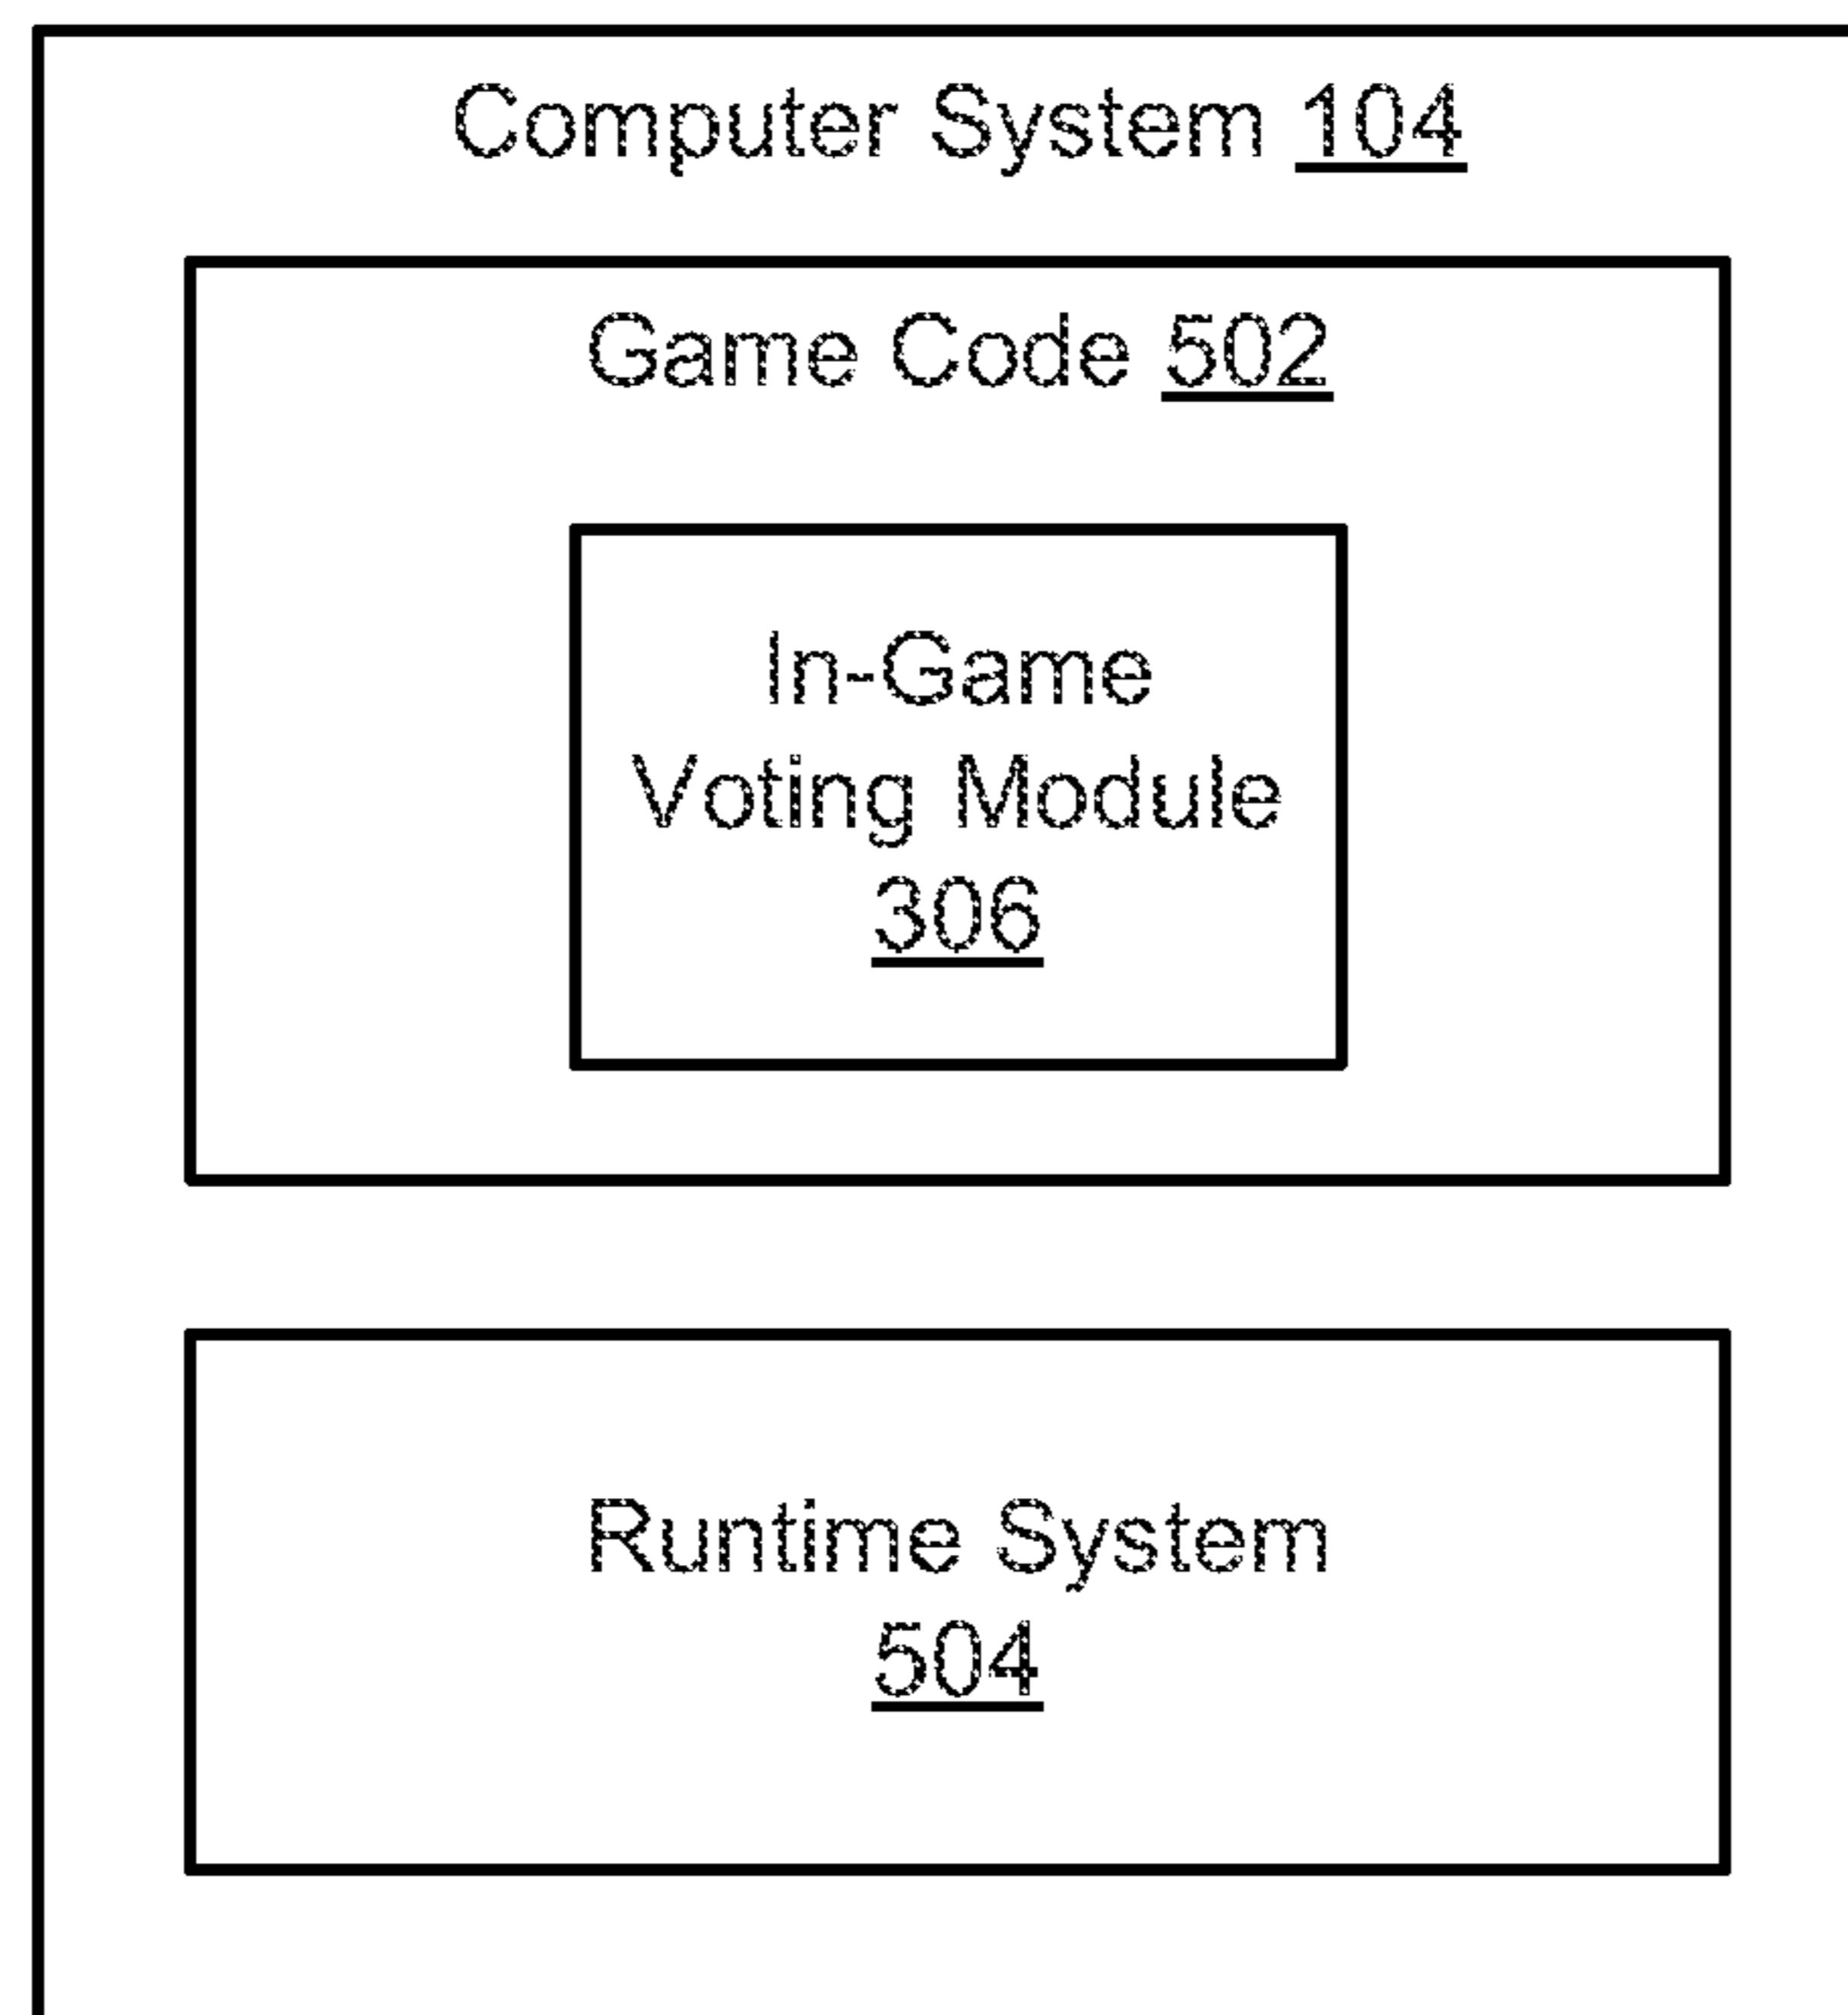 Computer System 104
Game Code 502
In-Game
Voting Module
306
Runtime System
504